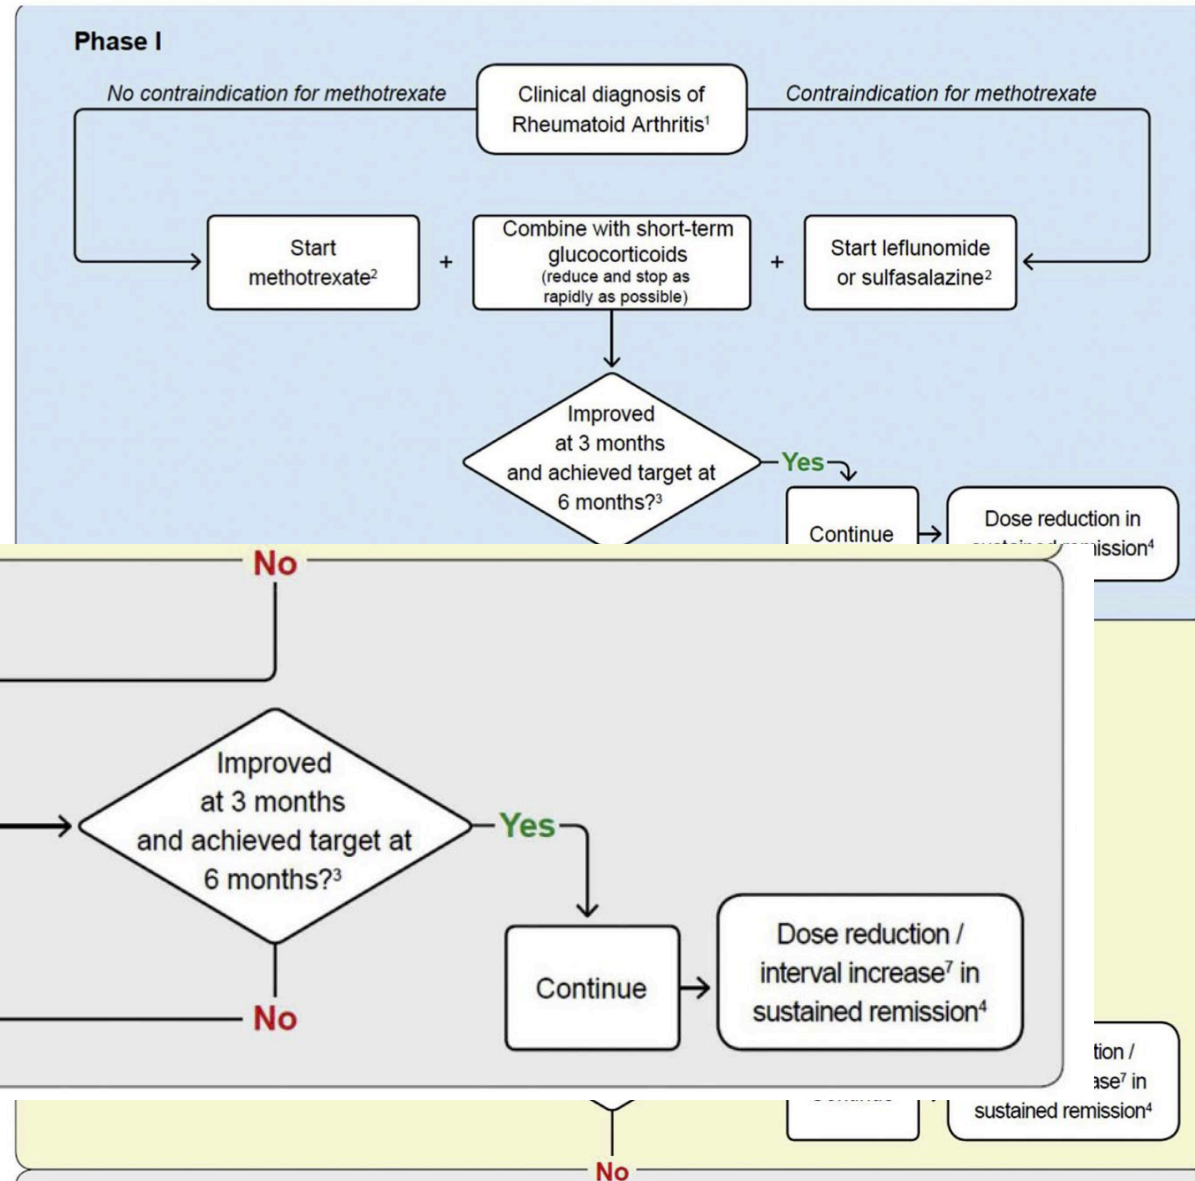 Phase I
No contraindication for methotrexate
Clinical diagnosis of
Rheumatoid Arthritis¹
Contraindication for methotrexate
Start
methotrexate²
+
Combine with short-term
glucocorticoids
(reduce and stop as
rapidly as possible)
+
Start leflunomide
or sulfasalazine²
Improved
at 3 months
and achieved target at
6 months?³
Yes
Continue
Dose reduction in
No
Improved
at 3 months
and achieved target at
6 months?³
Yes
Continue
Dose reduction /
interval increase⁷ in
sustained remission⁴
No
tion /
ase⁷ in
sustained remission⁴
No